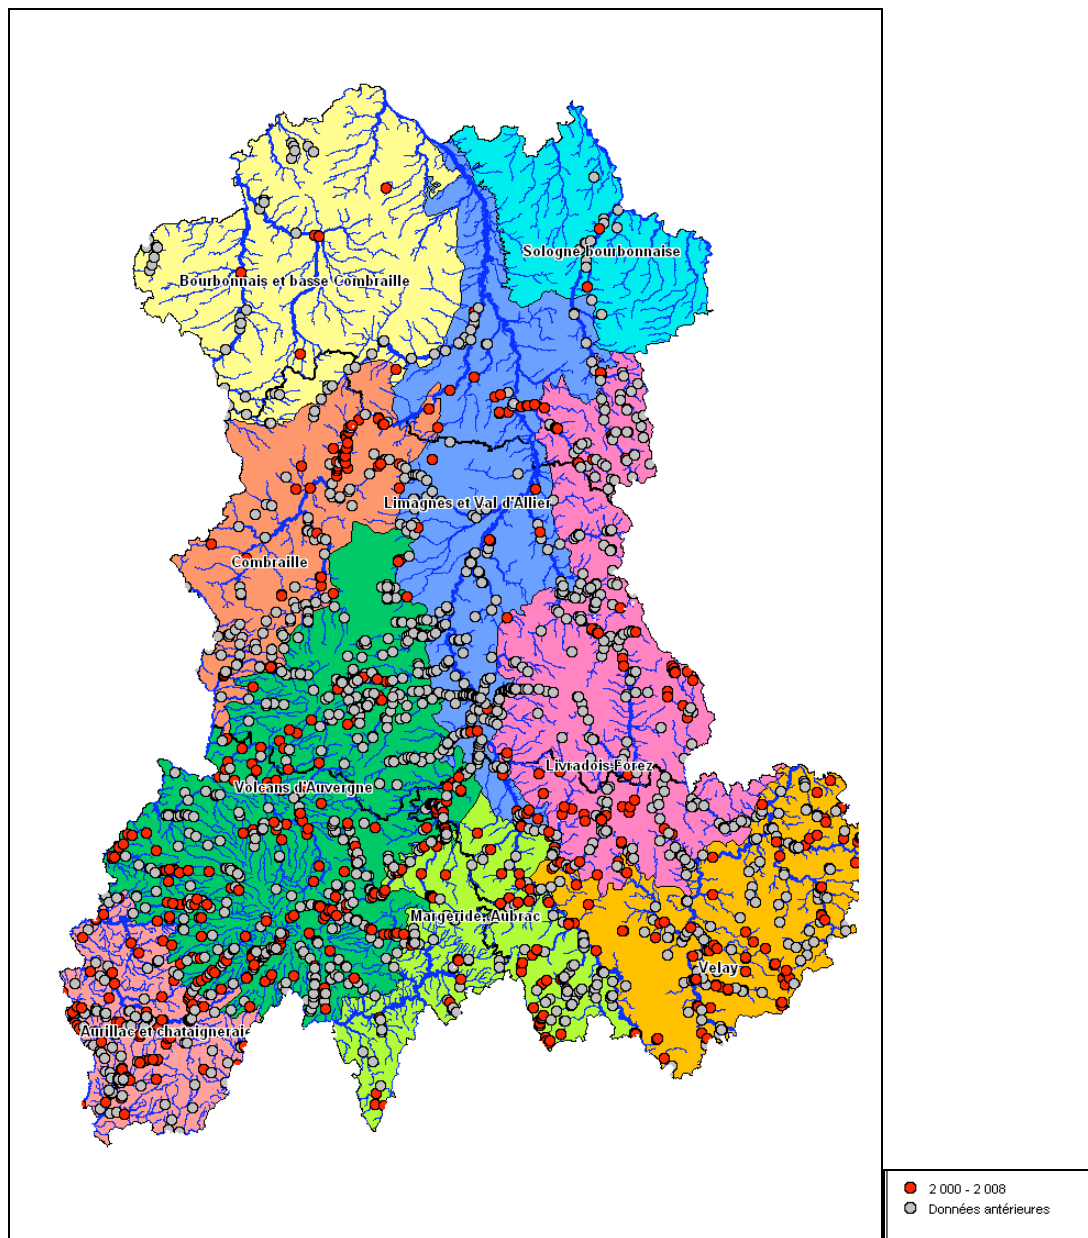 Sologne bourbonnaise
Bourbonnais et basse Combraille
Limagnes et Val d'Allier
Combraille
Livradois-Forez
Volcans d'Auvergne
Margeride, Aubrac
Velay
Aurillac et chataigneraie
2 000 - 2 008
Données antérieures